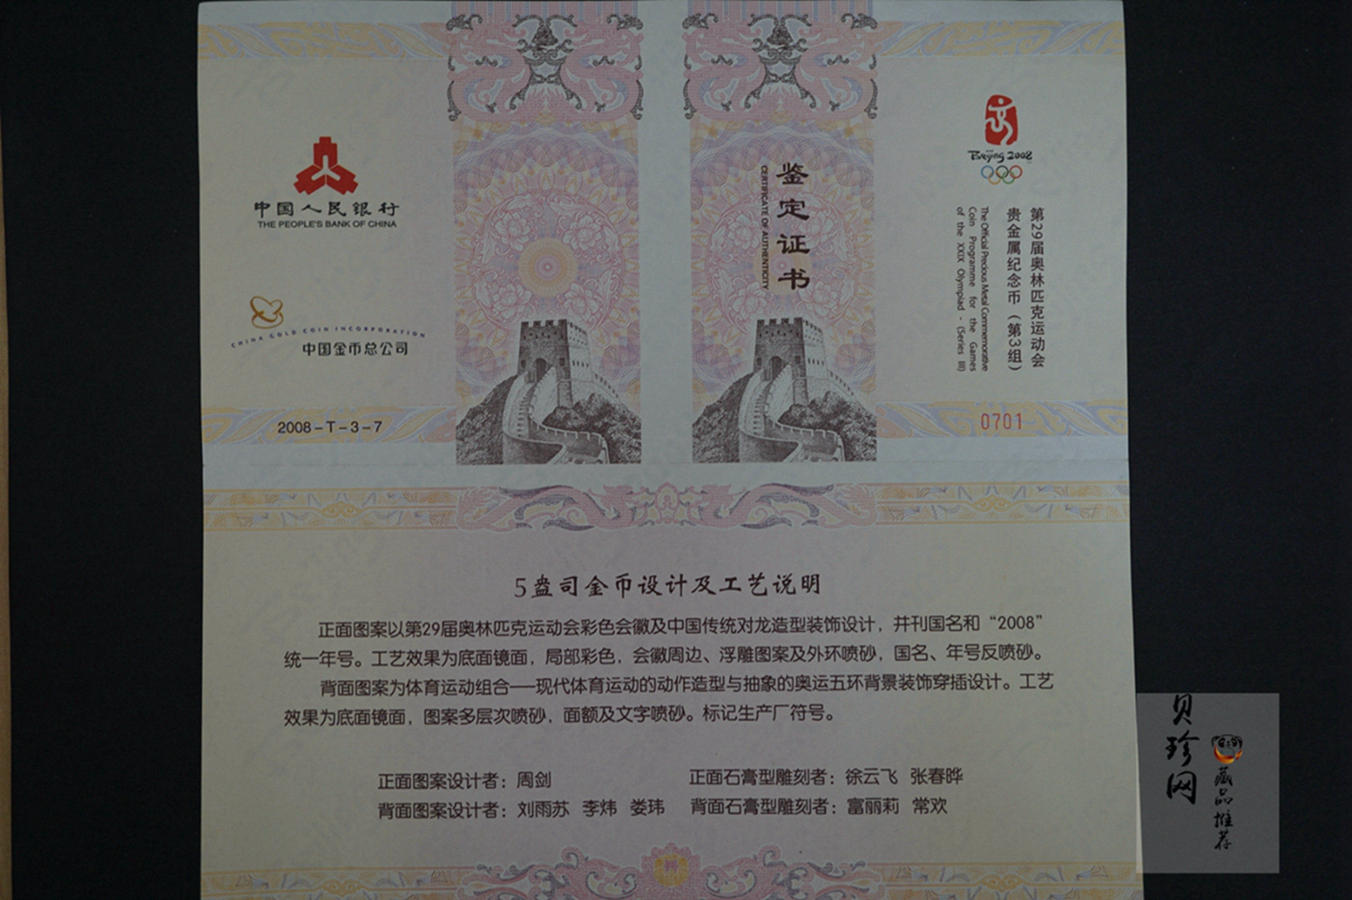 中国人民银行
THE PEOPLE'S BANK OF CHINA
CHINA GOLD COIN INCORPORATION
中国金币总公司
2008-T-3-7
鉴定证书
CERTIFICATE OF AUTHENTICITY
Beijing 2008
第29届奥林匹克运动会
贵金属纪念币（第3组）
The Official Precious Metal Commemorative
Coin Programme for the Games
of the XXIX Olympiad . (Series III)
0701
5盎司金币设计及工艺说明
正面图案以第29届奥林匹克运动会彩色会徽及中国传统对龙造型装饰设计，并刊国名和“2008”
统一年号。工艺效果为底面镜面，局部彩色，会徽周边、浮雕图案及外环喷砂，国名、年号反喷砂。
背面图案为体育运动组合——现代体育运动的动作造型与抽象的奥运五环背景装饰穿插设计。工艺
效果为底面镜面，图案多层次喷砂，面额及文字喷砂。标记生产厂符号。
正面图案设计者：周剑
正面石膏型雕刻者：徐云飞 张春晔
背面图案设计者：刘雨苏 李炜 娄玮
背面石膏型雕刻者：富丽莉 常欢
贝珍网
藏品推荐